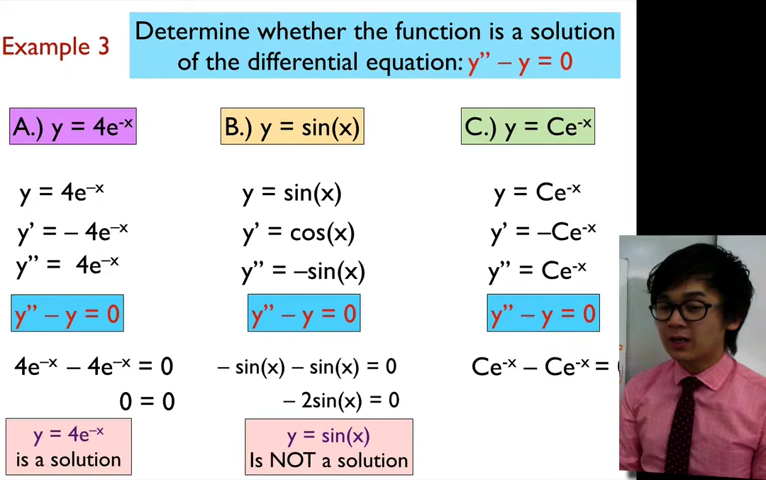 Example 3
Determine whether the function is a solution
of the differential equation: y” – y = 0
A.) y = 4e⁻ˣ
B.) y = sin(x)
C.) y = Ce⁻ˣ
y = 4e⁻ˣ
y’ = – 4e⁻ˣ
y” = 4e⁻ˣ
y” – y = 0
4e⁻ˣ – 4e⁻ˣ = 0
0 = 0
y = 4e⁻ˣ
is a solution
y = sin(x)
y’ = cos(x)
y” = –sin(x)
y” – y = 0
– sin(x) – sin(x) = 0
– 2sin(x) = 0
y = sin(x)
Is NOT a solution
y = Ce⁻ˣ
y’ = –Ce⁻ˣ
y” = Ce⁻ˣ
y” – y = 0
Ce⁻ˣ – Ce⁻ˣ =